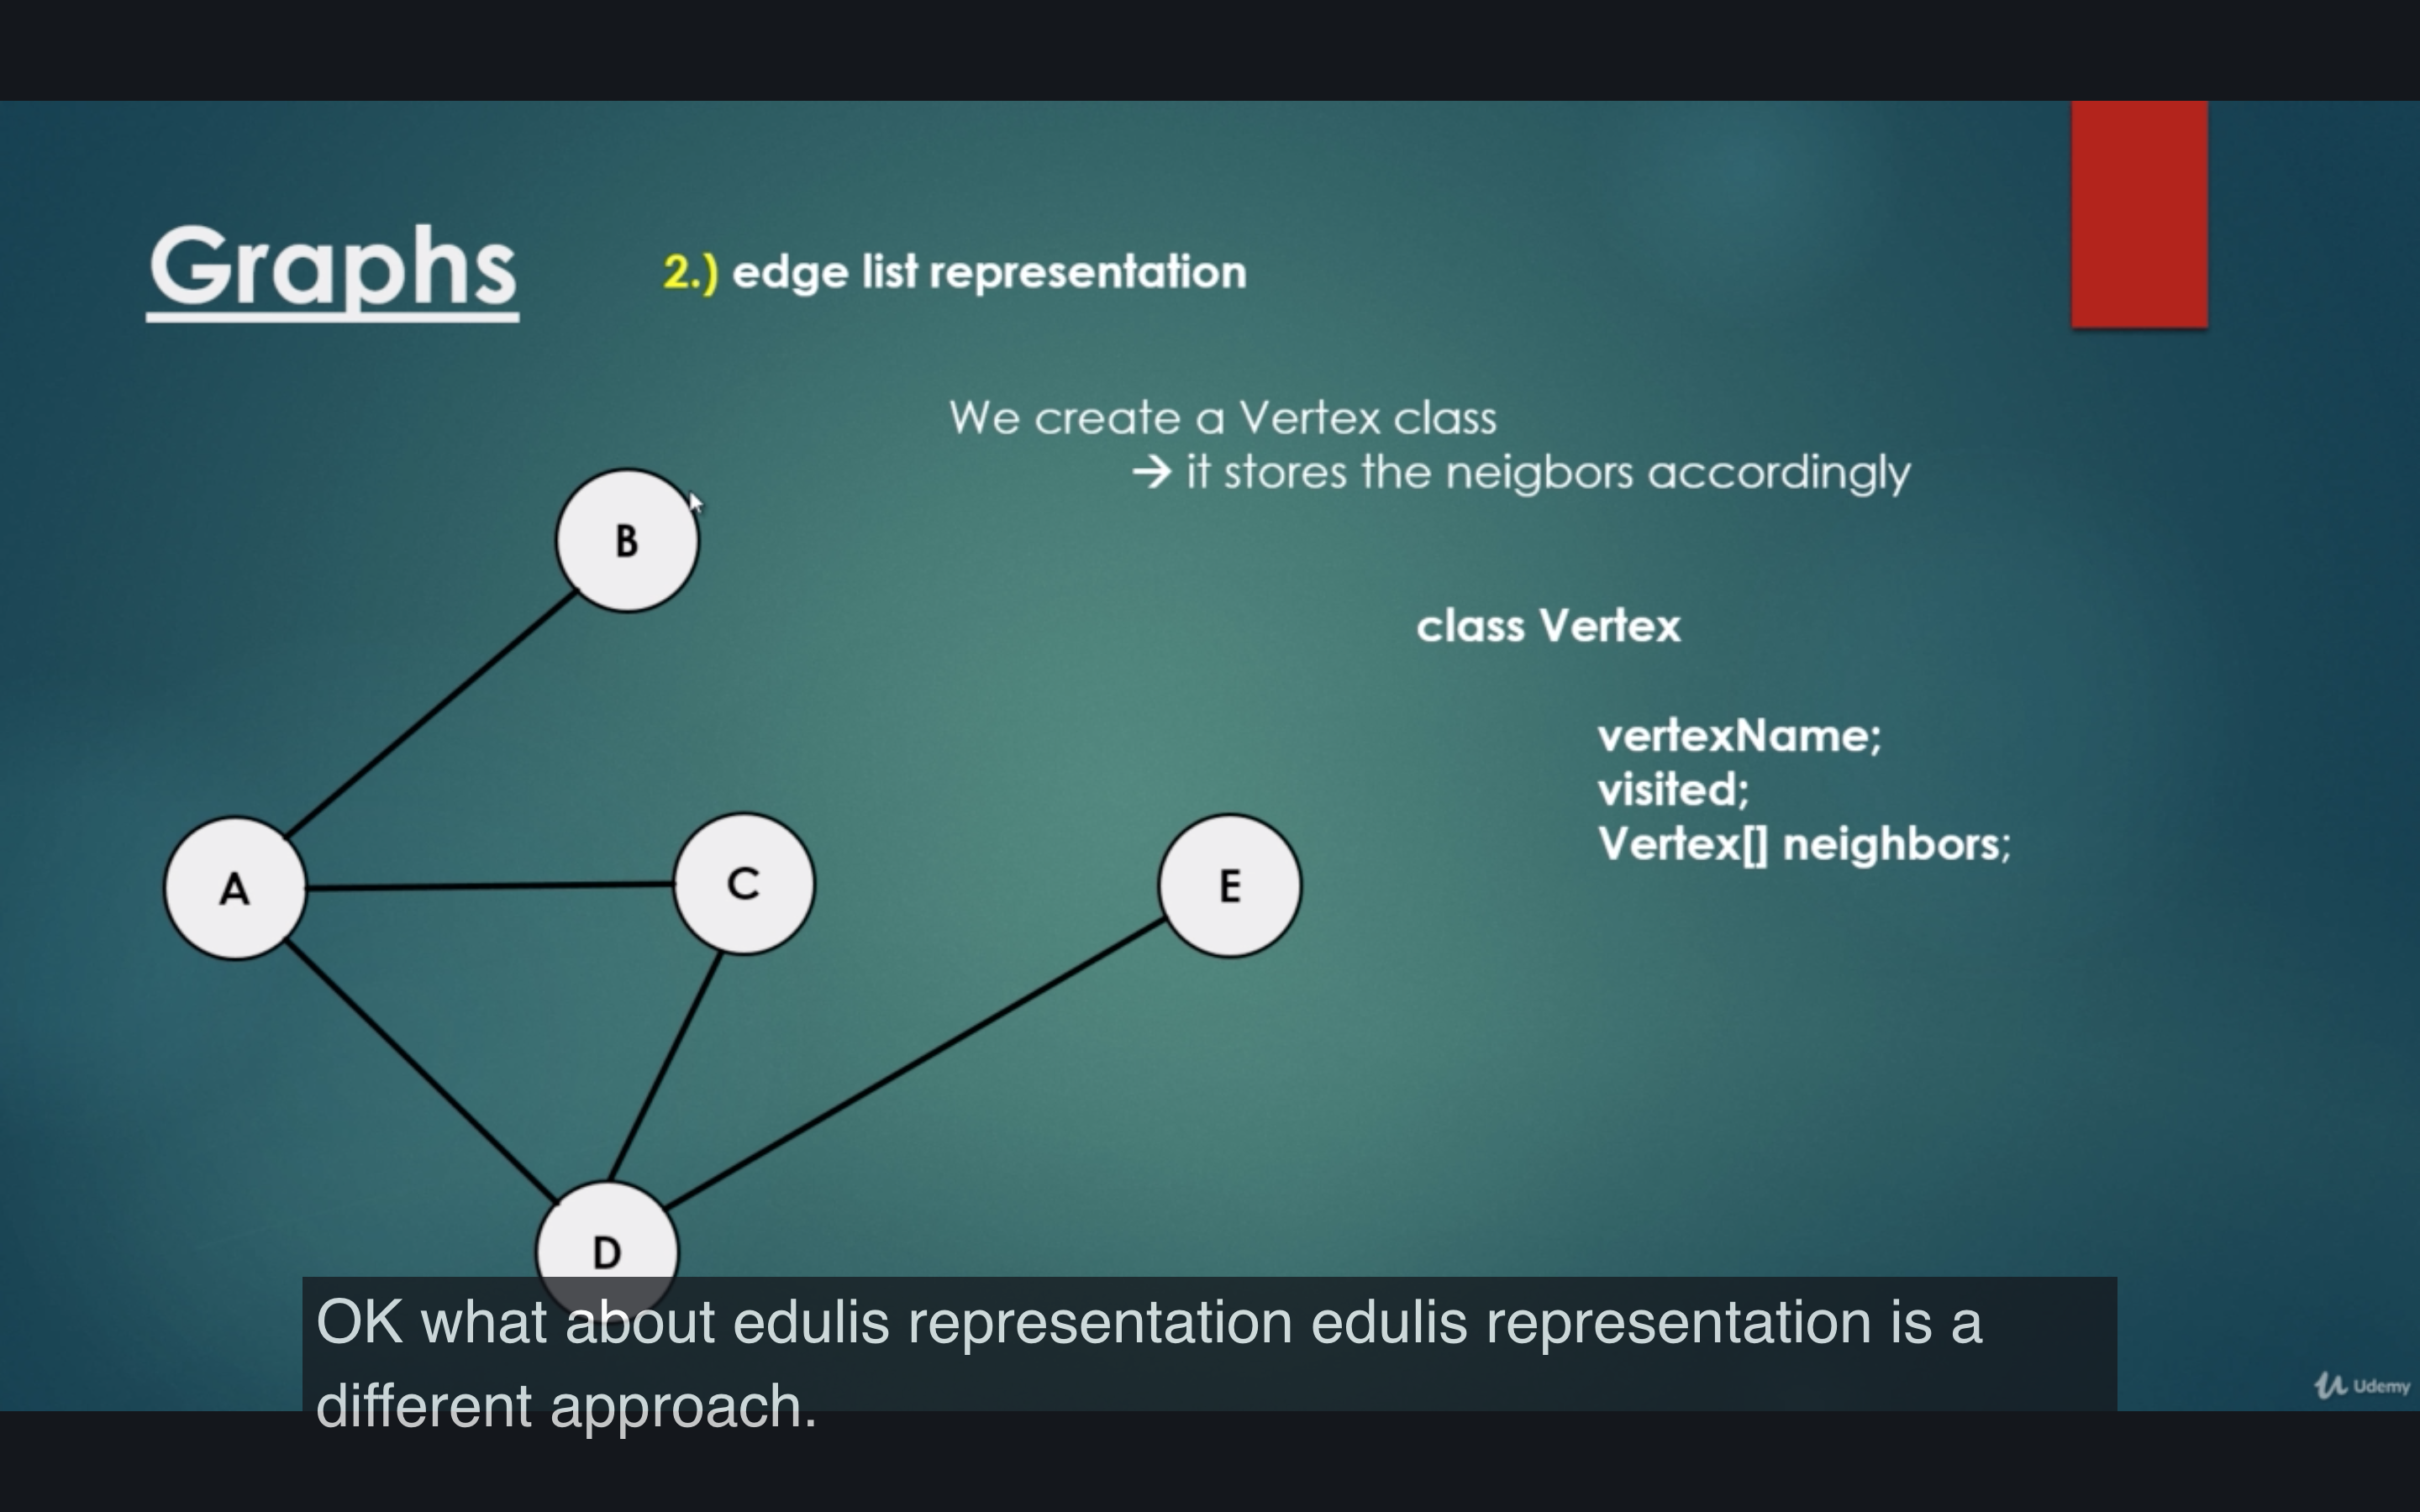 Graphs
2.) edge list representation
We create a Vertex class
→ it stores the neigbors accordingly
B
class Vertex
vertexName;
visited;
Vertex[] neighbors;
A
C
E
D
OK what about edulis representation edulis representation is a
different approach.
Udemy